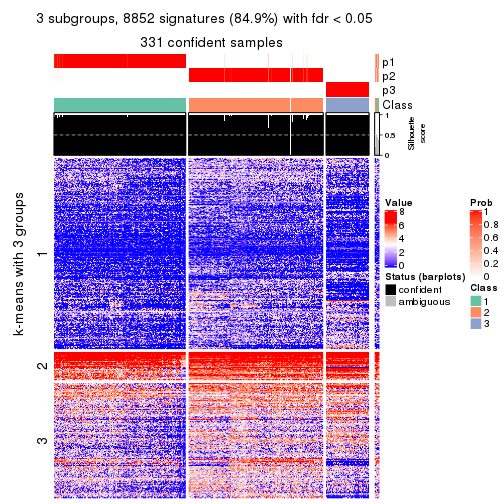 3 subgroups, 8852 signatures (84.9%) with fdr < 0.05
331 confident samples
p1
p2
p3
Class
1
0.5
0
Silhouette
score
k-means with 3 groups
1
2
3
Value
8
6
4
2
0
Status (barplots)
confident
ambiguous
Prob
1
0.8
0.6
0.4
0.2
0
Class
1
2
3